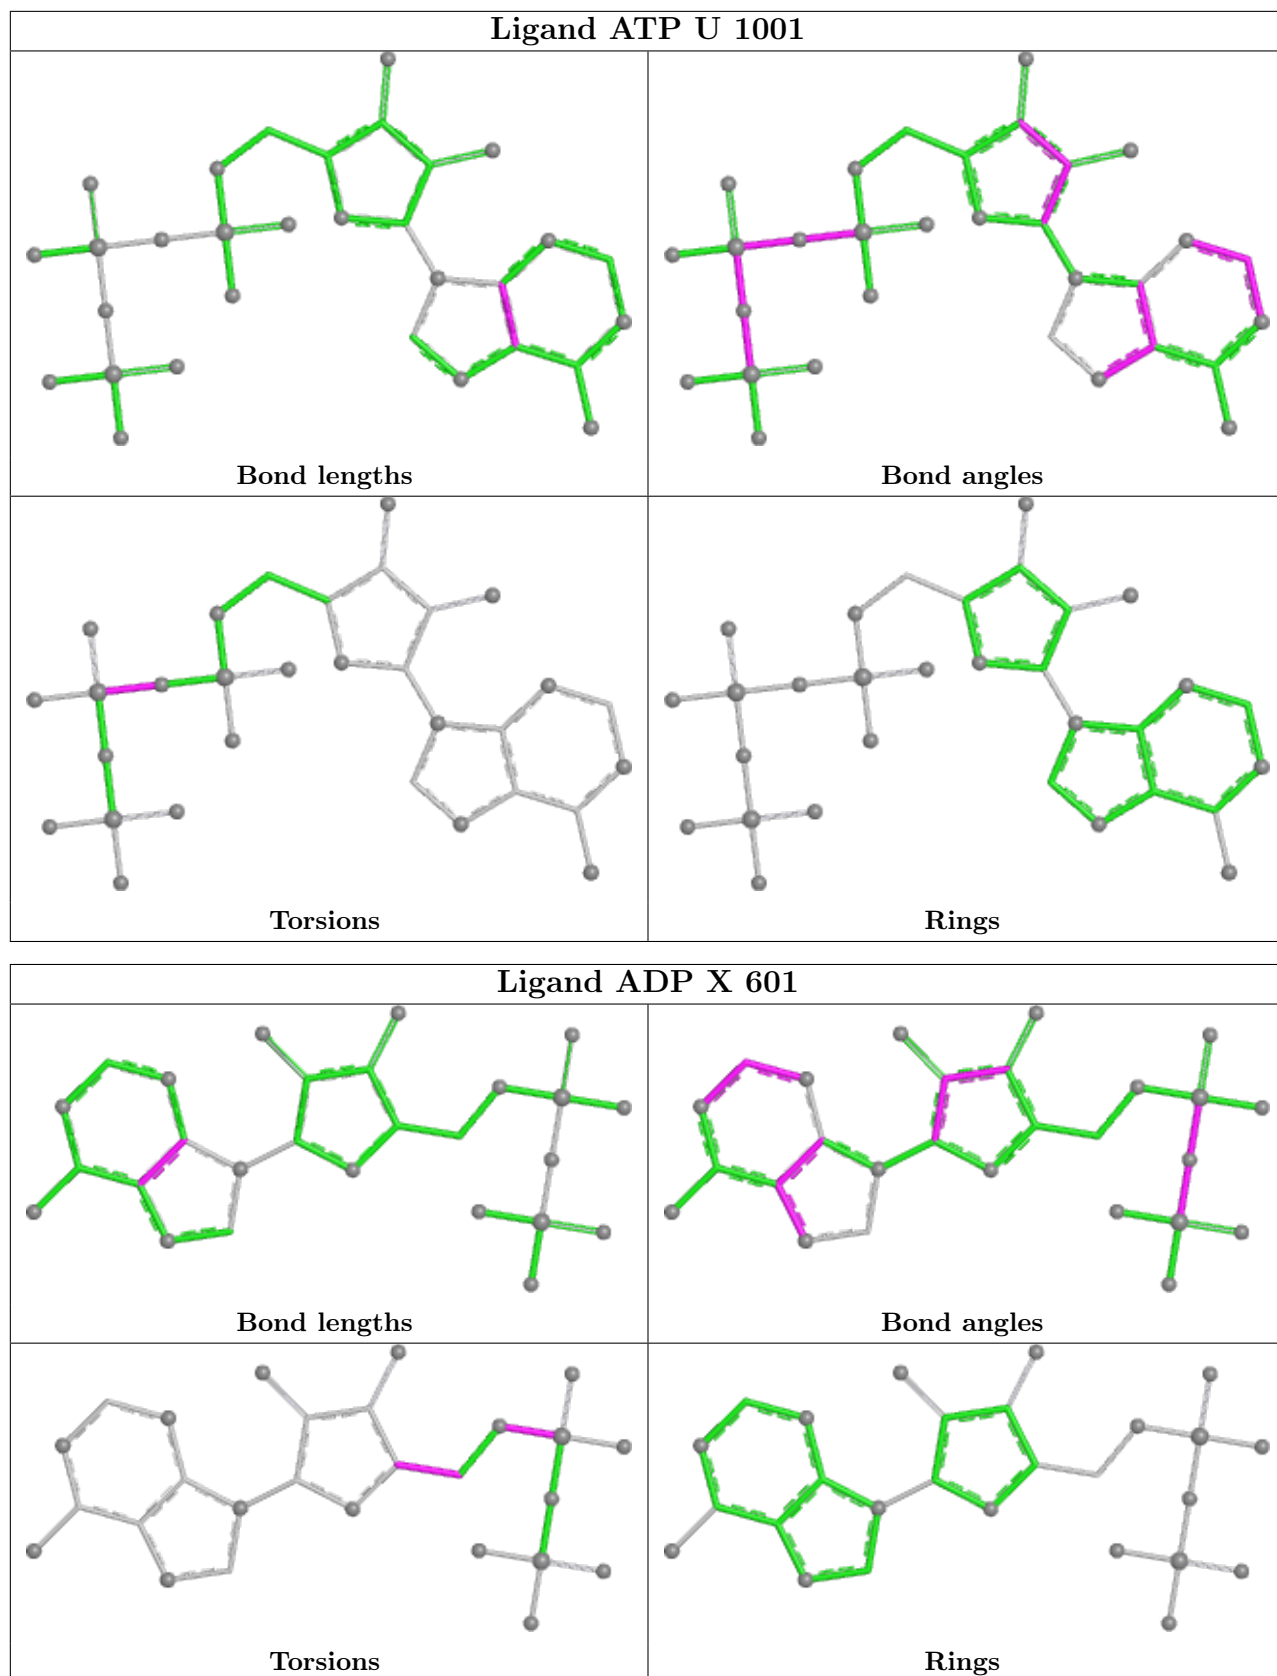 Ligand ATP U 1001
Bond lengths
Bond angles
Torsions
Rings
Ligand ADP X 601
Bond lengths
Bond angles
Torsions
Rings